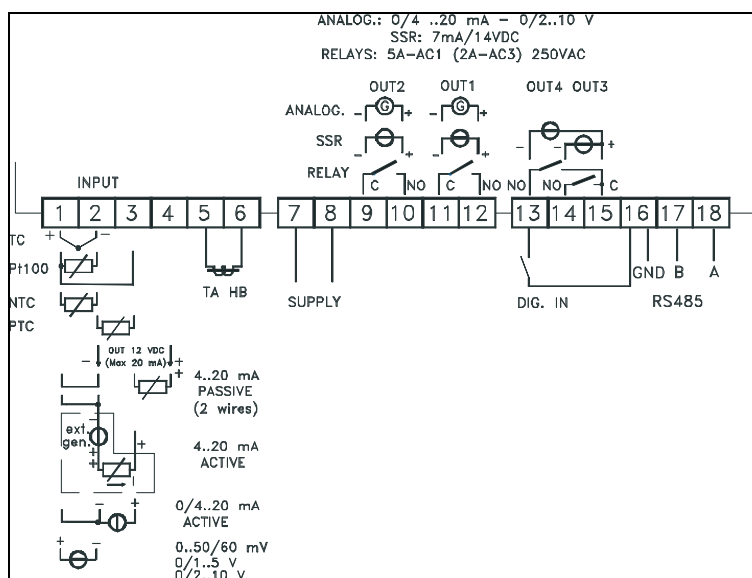 ANALOG.: 0/4 ..20 mA – 0/2..10 V
SSR: 7mA/14VDC
RELAYS: 5A-AC1 (2A-AC3) 250VAC
OUT2 OUT1 OUT4 OUT3
ANALOG. - G + - G +
SSR - + - + - - +
RELAY C NO C NO NO NO C
INPUT
1 2 3 4 5 6 7 8 9 10 11 12 13 14 15 16 17 18
TC + -
Pt100
TA HB
SUPPLY
DIG. IN
GND B A
RS485
NTC
PTC
OUT 12 VDC
- (Max 20 mA) +
+
4..20 mA
PASSIVE
(2 wires)
-
ext.
gen.
+
+
+
I
4..20 mA
ACTIVE
- +
0/4..20 mA
ACTIVE
+ -
0..50/60 mV
0/1..5 V
0/2..10 V